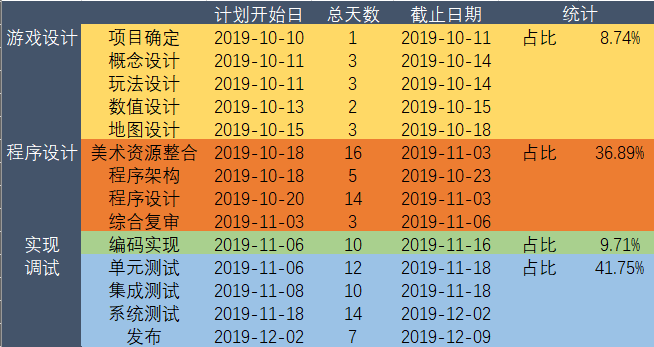 计划开始日 总天数 截止日期 统计
游戏设计 项目确定 2019-10-10 1 2019-10-11 占比 8.74%
概念设计 2019-10-11 3 2019-10-14
玩法设计 2019-10-11 3 2019-10-14
数值设计 2019-10-13 2 2019-10-15
地图设计 2019-10-15 3 2019-10-18
程序设计 美术资源整合 2019-10-18 16 2019-11-03 占比 36.89%
程序架构 2019-10-18 5 2019-10-23
程序设计 2019-10-20 14 2019-11-03
综合复审 2019-11-03 3 2019-11-06
实现 编码实现 2019-11-06 10 2019-11-16 占比 9.71%
调试 单元测试 2019-11-06 12 2019-11-18 占比 41.75%
集成测试 2019-11-08 10 2019-11-18
系统测试 2019-11-18 14 2019-12-02
发布 2019-12-02 7 2019-12-09